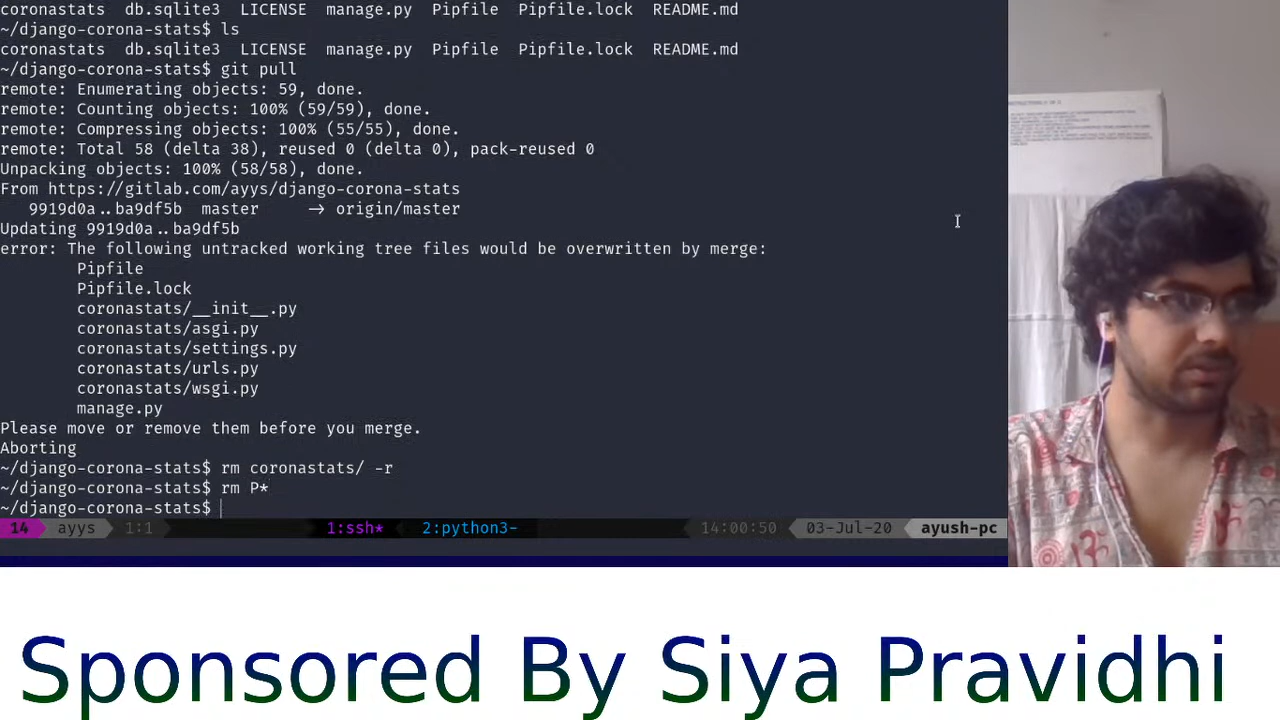 coronastats  db.sqlite3  LICENSE  manage.py  Pipfile  Pipfile.lock  README.md
~/django-corona-stats$ ls
coronastats  db.sqlite3  LICENSE  manage.py  Pipfile  Pipfile.lock  README.md
~/django-corona-stats$ git pull
remote: Enumerating objects: 59, done.
remote: Counting objects: 100% (59/59), done.
remote: Compressing objects: 100% (55/55), done.
remote: Total 58 (delta 38), reused 0 (delta 0), pack-reused 0
Unpacking objects: 100% (58/58), done.
From https://gitlab.com/ayys/django-corona-stats
   9919d0a..ba9df5b  master     -> origin/master
Updating 9919d0a..ba9df5b
error: The following untracked working tree files would be overwritten by merge:
        Pipfile
        Pipfile.lock
        coronastats/__init__.py
        coronastats/asgi.py
        coronastats/settings.py
        coronastats/urls.py
        coronastats/wsgi.py
        manage.py
Please move or remove them before you merge.
Aborting
~/django-corona-stats$ rm coronastats/ -r
~/django-corona-stats$ rm P*
~/django-corona-stats$
14 ayys 1:1 1:ssh* 2:python3- 14:00:50 03-Jul-20 ayush-pc
Sponsored By Siya Pravidhi